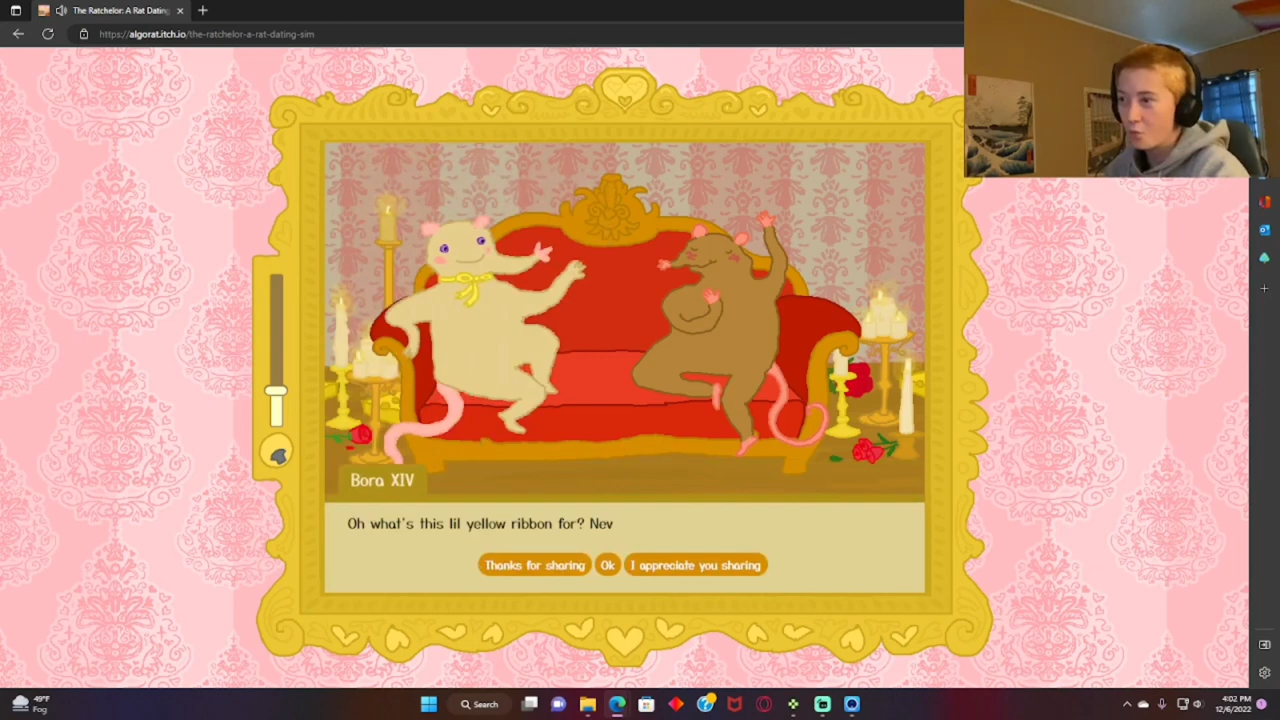 The Ratchelor: A Rat Dating
https://algorat.itch.io/the-ratchelor-a-rat-dating-sim
Bora XIV
Oh what's this lil yellow ribbon for? Nev
Thanks for sharing
Ok
I appreciate you sharing
49°F
Fog
Search
4:02 PM
12/6/2022